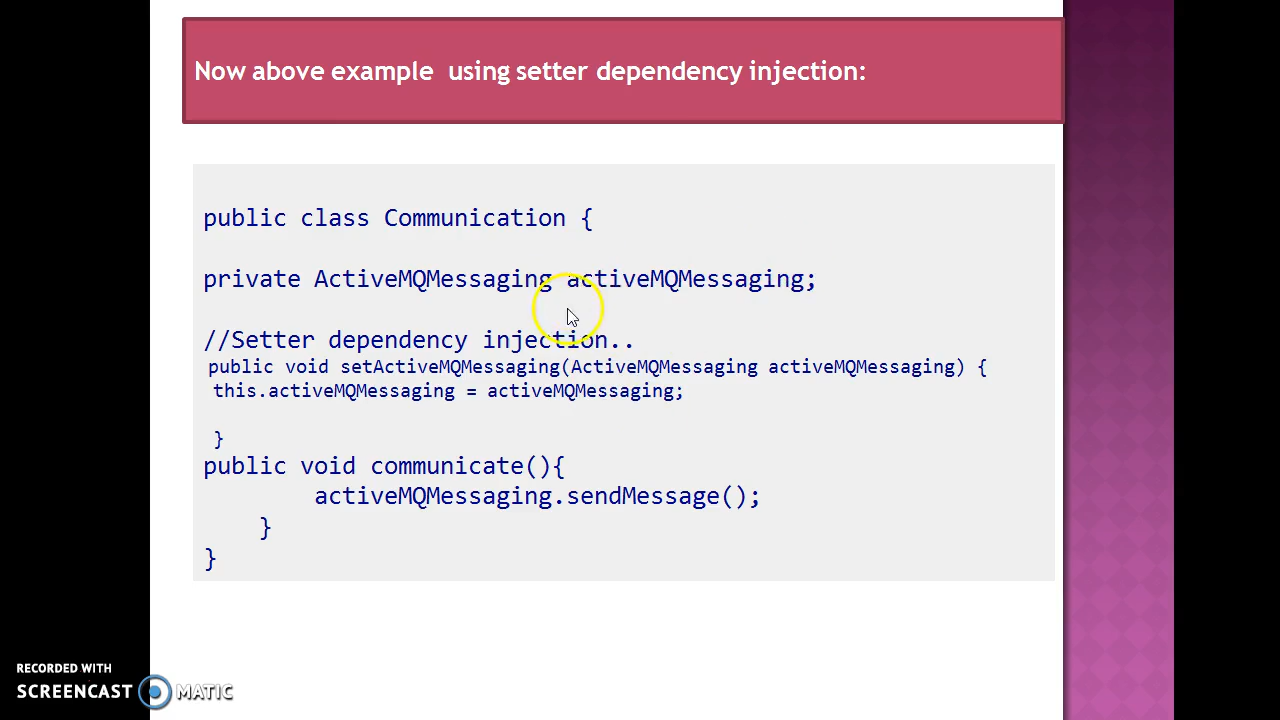 Now above example  using setter dependency injection:
public class Communication {
private ActiveMQMessaging activeMQMessaging;
//Setter dependency injection..
public void setActiveMQMessaging(ActiveMQMessaging activeMQMessaging) {
this.activeMQMessaging = activeMQMessaging;
}
public void communicate(){
activeMQMessaging.sendMessage();
}
}
RECORDED WITH
SCREENCAST MATIC